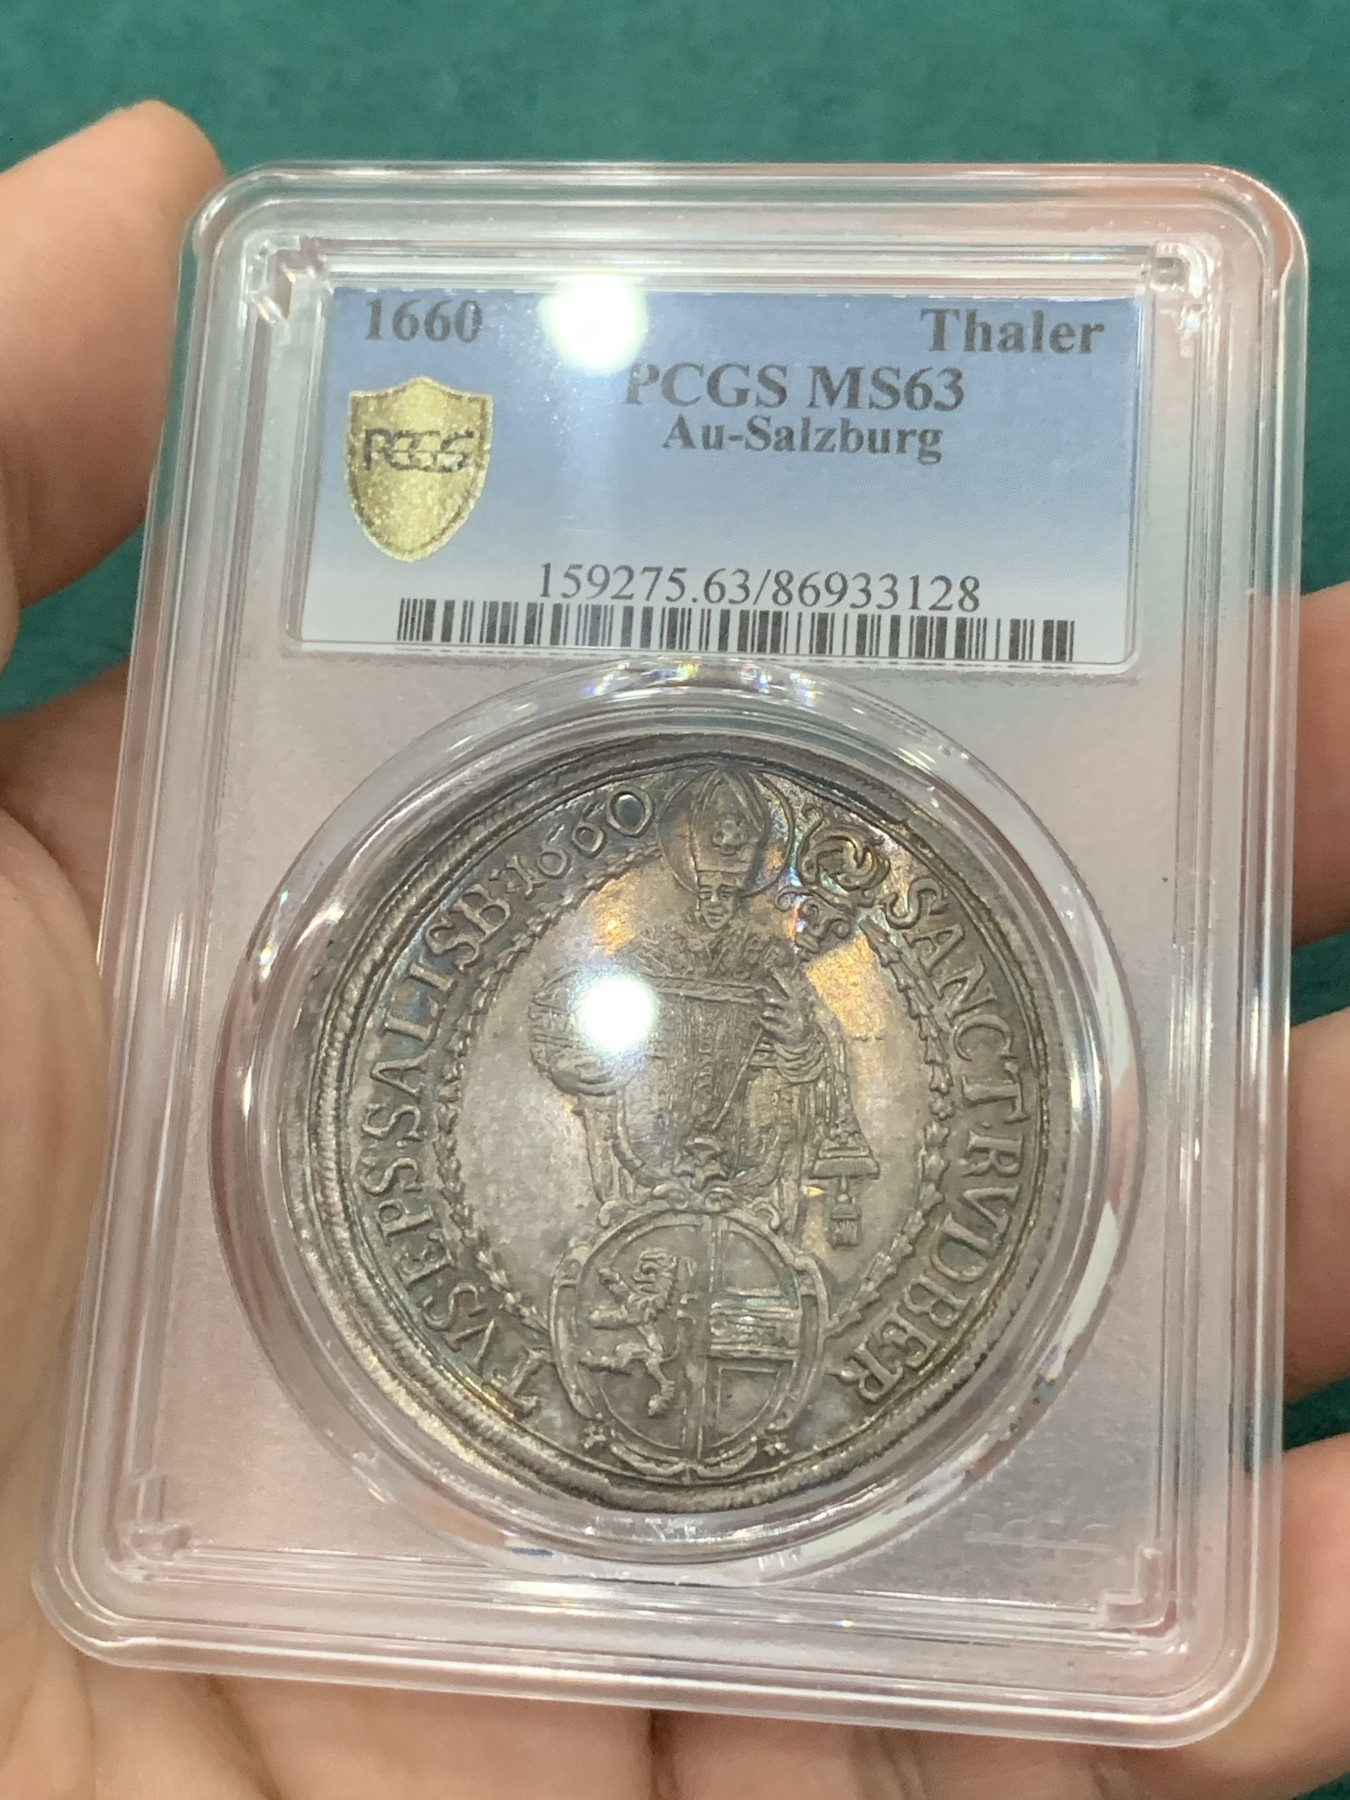 1660
Thaler
PCGS MS63
Au-Salzburg
PCGS
159275.63/86933128
SANCT·RVDBER
TVS·EPS·SALISB·1660